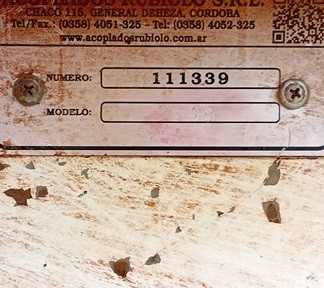 S.R.L.
CHACO 115, GENERAL DEHEZA, CORDOBA
Tel/Fax.: (0358) 4051-325 - Tel: (0358) 4052-325
www.acopladosrubiolo.com.ar
NUMERO: 111339
MODELO: